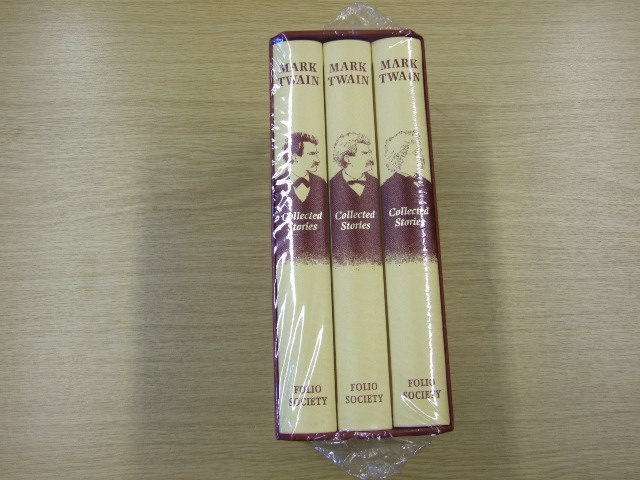 MARK
TWAIN
Collected
Stories
FOLIO
SOCIETY
MARK
TWAIN
Collected
Stories
FOLIO
SOCIETY
MARK
TWAIN
Collected
Stories
FOLIO
SOCIETY